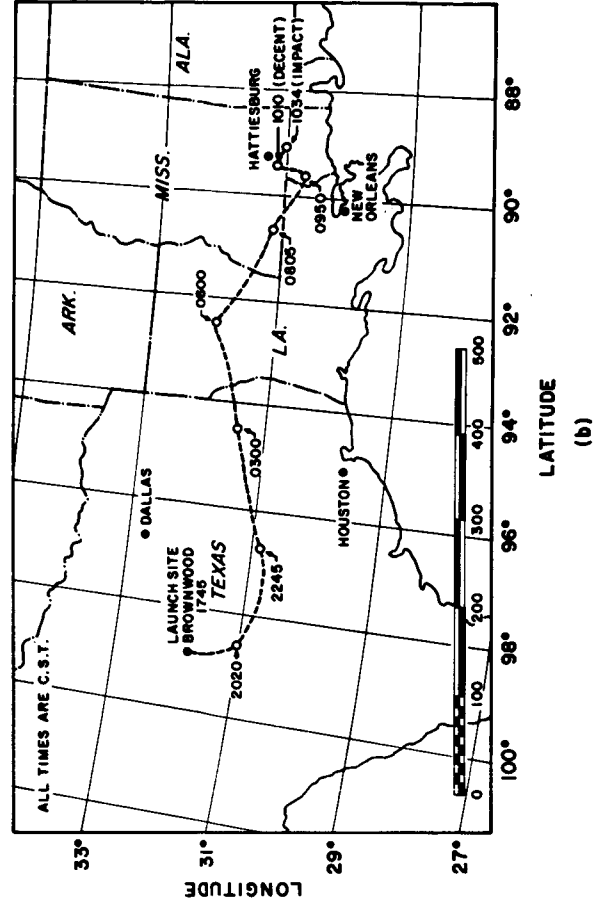 ALL TIMES ARE C.S.T.
ARK.
MISS.
ALA.
DALLAS
HATTIESBURG
1010 (DECENT)
1034 (IMPACT)
LAUNCH SITE
BROWNWOOD
1745
TEXAS
2020
2245
0300
0600
LA.
0805
0950
NEW
ORLEANS
HOUSTON
33°
31°
29°
27°
LONGITUDE
0 100 200 300 400 500
100° 98° 96° 94° 92° 90° 88°
LATITUDE
(b)